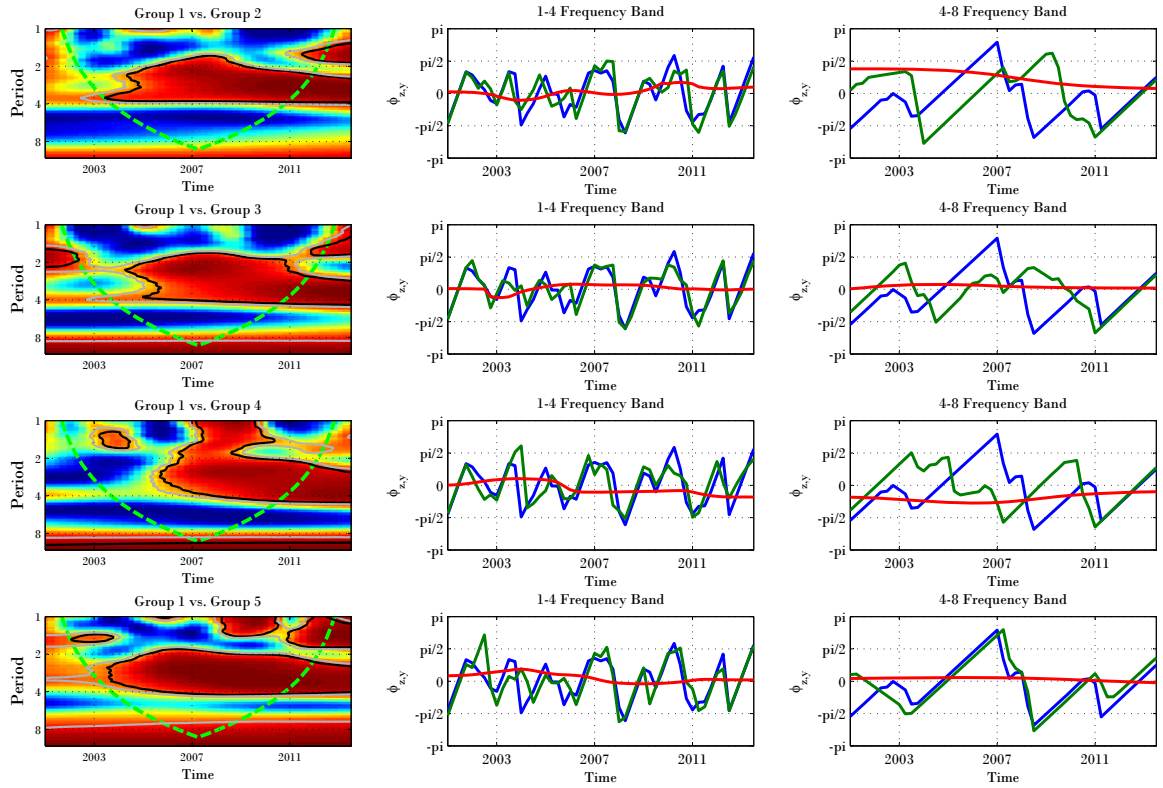 Group 1 vs. Group 2
1-4 Frequency Band
4-8 Frequency Band
Period
1
2
4
8
2003
2007
2011
Time
ϕz,y
pi
pi/2
0
-pi/2
-pi
2003
2007
2011
Time
ϕz,y
pi
pi/2
0
-pi/2
-pi
2003
2007
2011
Time
Group 1 vs. Group 3
1-4 Frequency Band
4-8 Frequency Band
Period
1
2
4
8
2003
2007
2011
Time
ϕz,y
pi
pi/2
0
-pi/2
-pi
2003
2007
2011
Time
ϕz,y
pi
pi/2
0
-pi/2
-pi
2003
2007
2011
Time
Group 1 vs. Group 4
1-4 Frequency Band
4-8 Frequency Band
Period
1
2
4
8
2003
2007
2011
Time
ϕz,y
pi
pi/2
0
-pi/2
-pi
2003
2007
2011
Time
ϕz,y
pi
pi/2
0
-pi/2
-pi
2003
2007
2011
Time
Group 1 vs. Group 5
1-4 Frequency Band
4-8 Frequency Band
Period
1
2
4
8
2003
2007
2011
Time
ϕz,y
pi
pi/2
0
-pi/2
-pi
2003
2007
2011
Time
ϕz,y
pi
pi/2
0
-pi/2
-pi
2003
2007
2011
Time